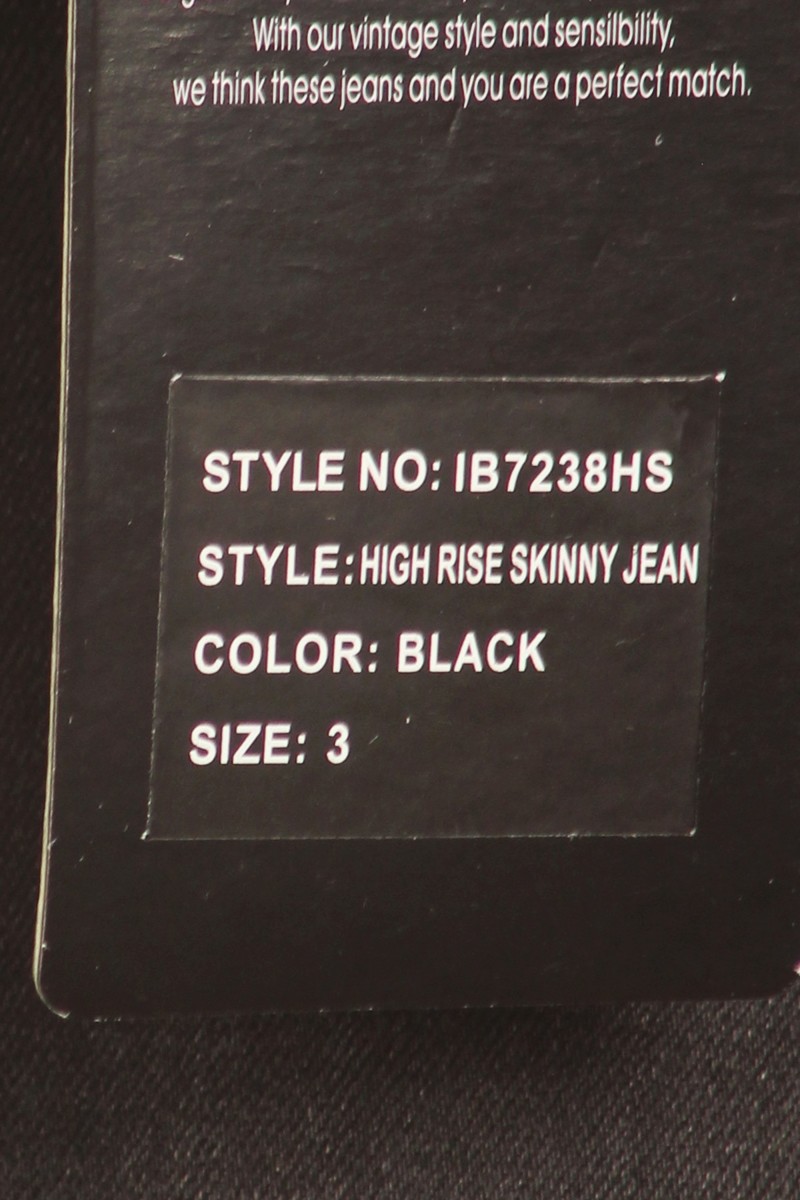 With our vintage style and sensilbility,
we think these jeans and you are a perfect match.
STYLE NO: IB7238HS
STYLE: HIGH RISE SKINNY JEAN
COLOR: BLACK
SIZE: 3